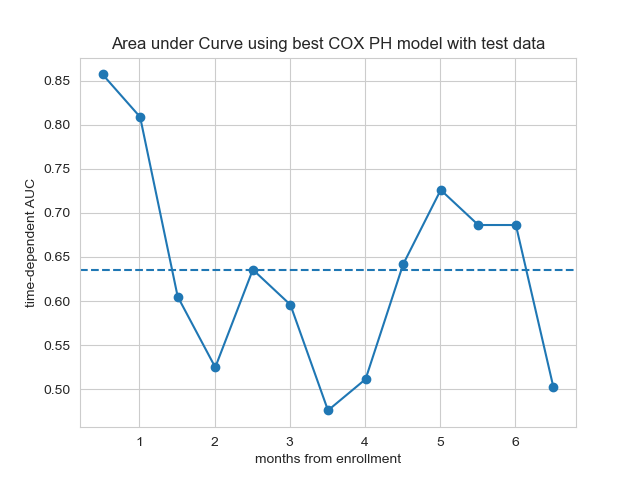 Area under Curve using best COX PH model with test data
time-dependent AUC
0.85
0.80
0.75
0.70
0.65
0.60
0.55
0.50
1 2 3 4 5 6
months from enrollment